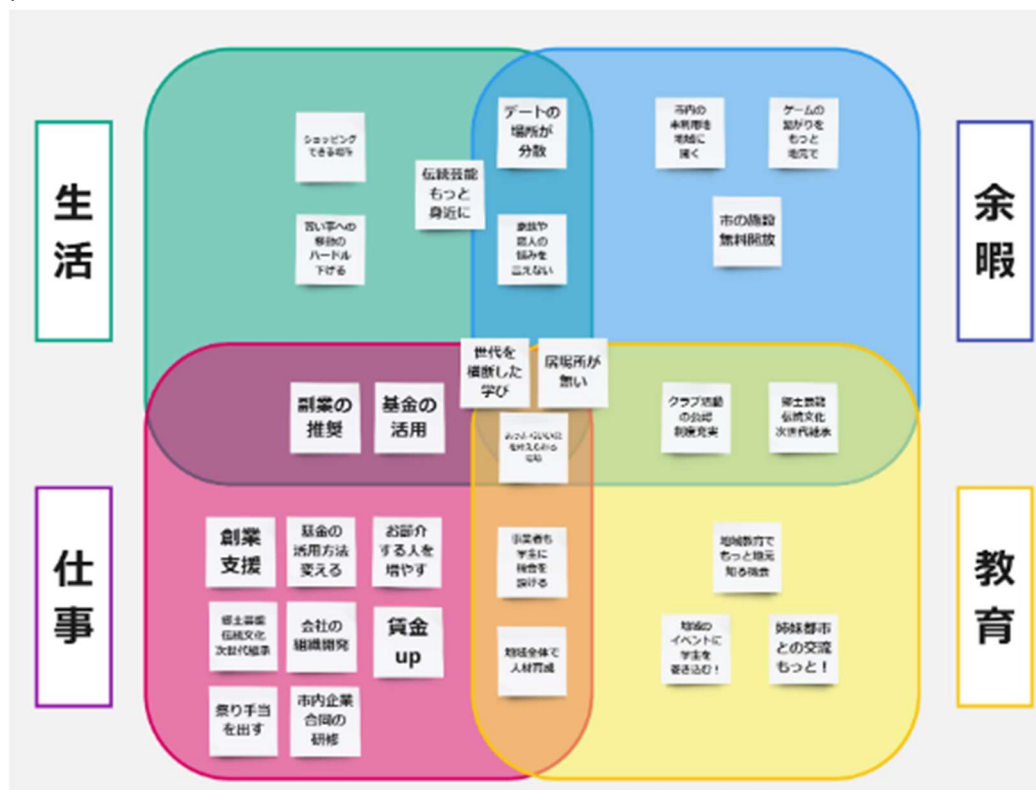 生
活
余
暇
仕
事
教
育
ショッピング
できる場所
習い事への
移動の
ハードル
下げる
伝統芸能
もっと
身近に
デートの
場所が
分散
家族や
恋人の
悩みを
言えない
市内の
未利用地
地域に
開く
ゲームの
繋がりを
もっと
地元で
市の施設
無料開放
副業の
推奨
基金の
活用
世代を
横断した
学び
居場所が
無い
クラブ活動
の公認
制度充実
郷土芸能
伝統文化
次世代継承
創業
支援
基金の
活用方法
変える
お節介
する人を
増やす
郷土芸能
伝統文化
次世代継承
会社の
組織開発
賃金
up
祭り手当
を出す
市内企業
合同の
研修
事業者も
学生に
機会を
設ける
地域全体で
人材育成
地域教育で
もっと地元
知る機会
地域の
イベントに
学生を
巻き込む！
姉妹都市
との交流
もっと！